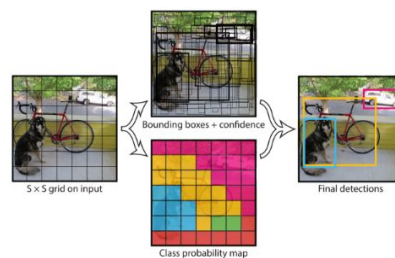 Bounding boxes + confidence
S × S grid on input
Final detections
Class probability map